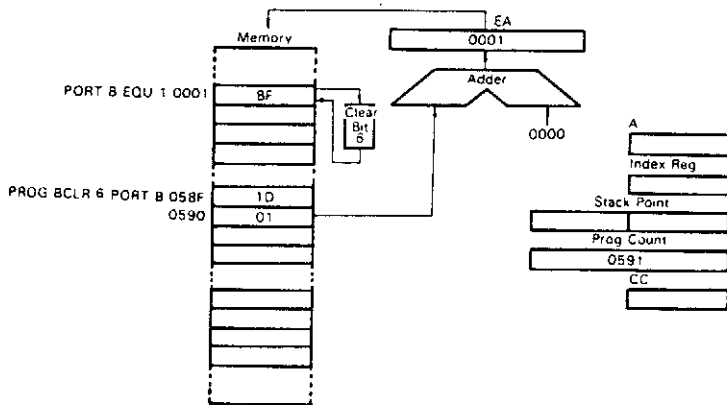 EA
Memory
0001
Adder
PORT B EQU 1 0001
BF
Clear
Bit
6
0000
A
Index Reg
PROG BCLR 6 PORT B 058F
1D
0590
01
Stack Point
Prog Count
0591
CC